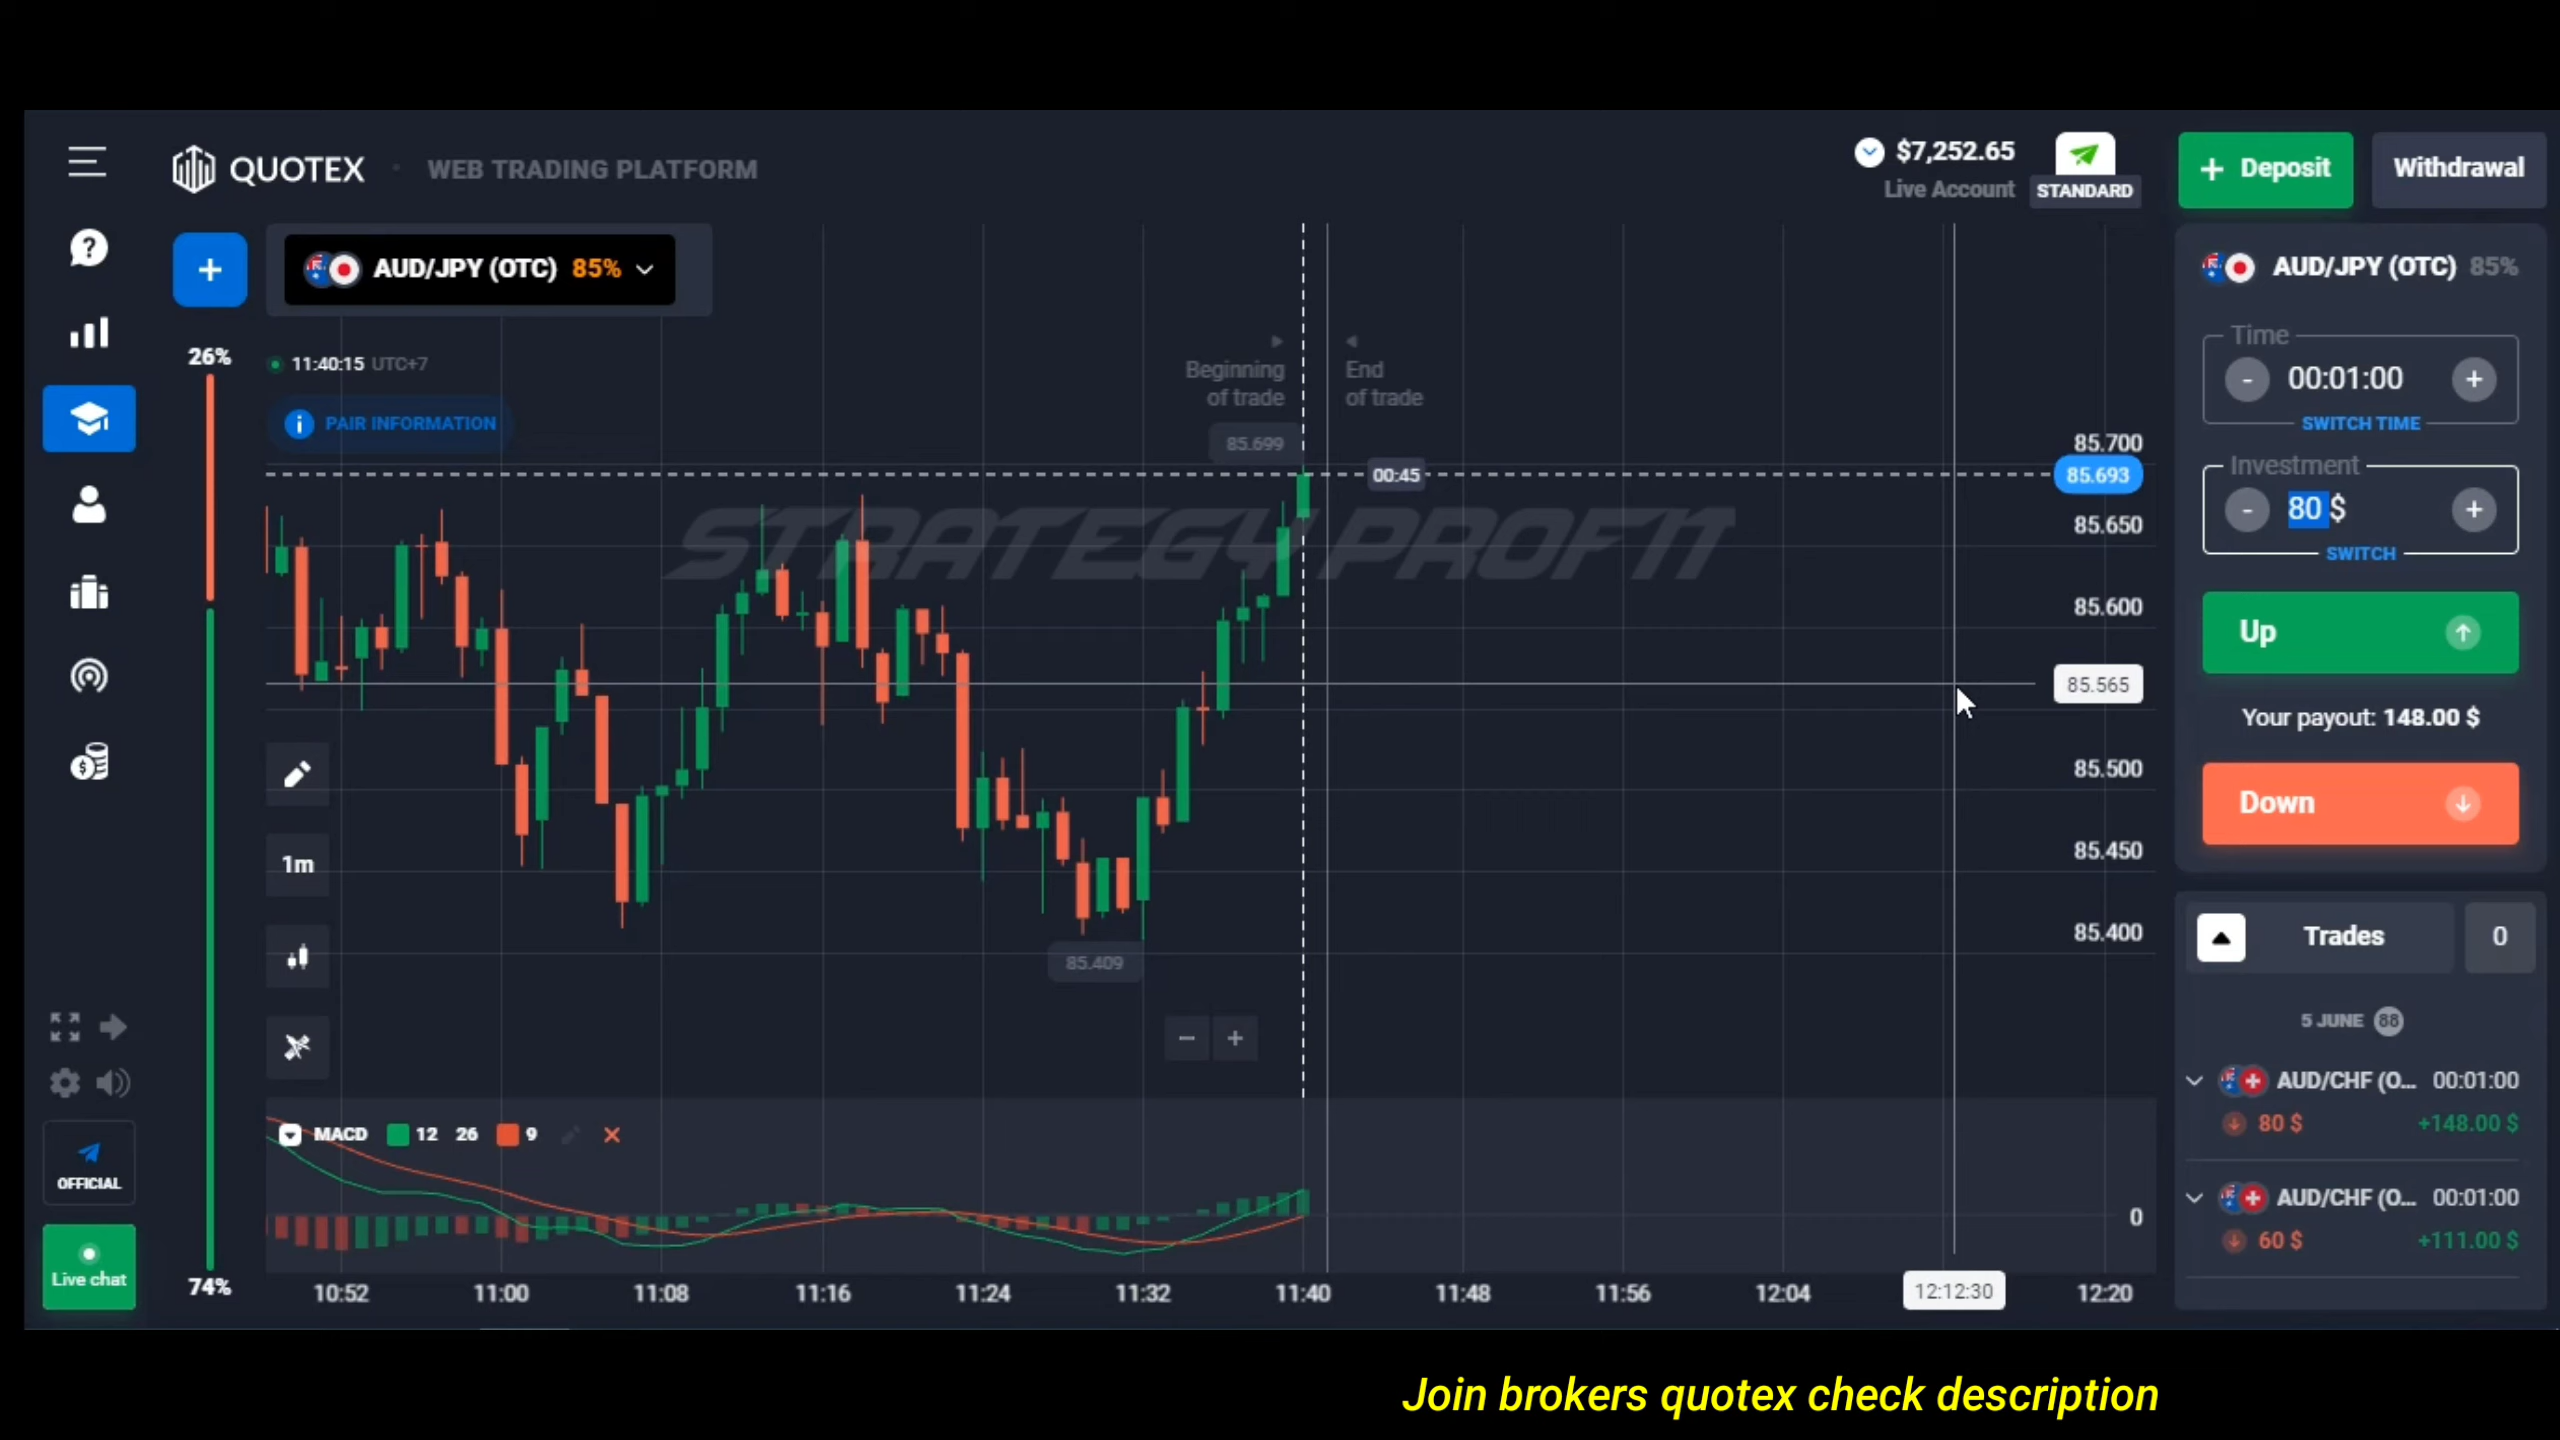 QUOTEX
WEB TRADING PLATFORM
$7,252.65
Live Account
STANDARD
+ Deposit
Withdrawal
+
AUD/JPY (OTC) 85%
26%
11:40:15 UTC+7
i PAIR INFORMATION
Beginning
of trade
End
of trade
85.699
00:45
STRATEGY PROFIT
85.700
85.693
85.650
85.600
85.565
85.500
85.450
85.400
85.409
1m
- +
MACD 12 26 9
0
74%
10:52 11:00 11:08 11:16 11:24 11:32 11:40 11:48 11:56 12:04 12:12:30 12:20
OFFICIAL
Live chat
AUD/JPY (OTC) 85%
Time
- 00:01:00 +
SWITCH TIME
Investment
- 80 $ +
SWITCH
Up
Your payout: 148.00 $
Down
Trades 0
5 JUNE 88
AUD/CHF (O... 00:01:00
80 $ +148.00 $
AUD/CHF (O... 00:01:00
60 $ +111.00 $
Join brokers quotex check description